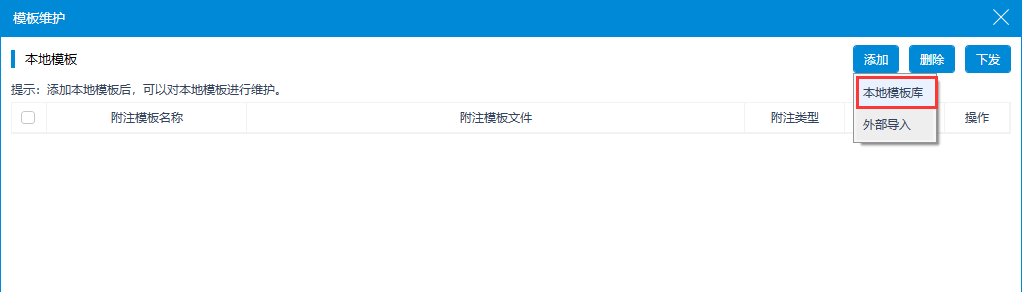 模板维护
本地模板
添加 删除 下发
提示：添加本地模板后，可以对本地模板进行维护。
本地模板库
附注模板名称 附注模板文件 附注类型 操作
外部导入